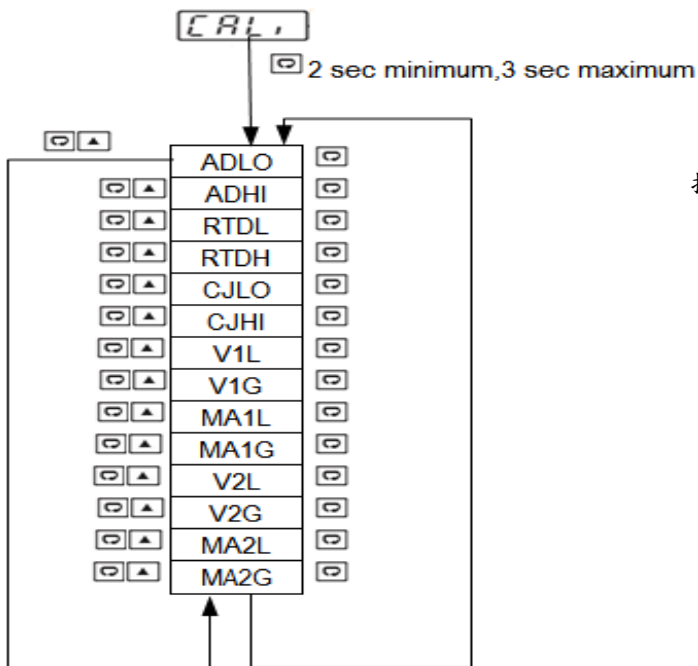 CALi
2 sec minimum,3 sec maximum
ADLO
ADHI
RTDL
RTDH
CJLO
CJHI
V1L
V1G
MA1L
MA1G
V2L
V2G
MA2L
MA2G